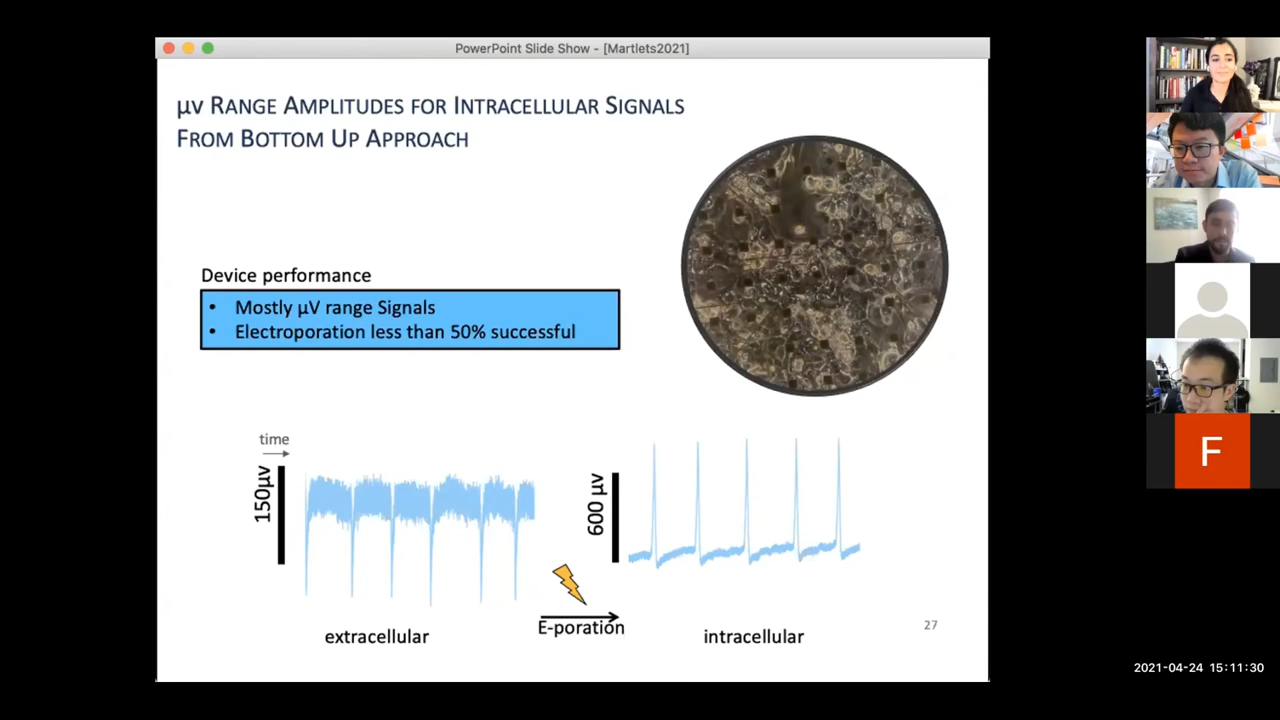 PowerPoint Slide Show - [Martlets2021]
µv RANGE AMPLITUDES FOR INTRACELLULAR SIGNALS
FROM BOTTOM UP APPROACH
Device performance
• Mostly µV range Signals
• Electroporation less than 50% successful
time
150µv
600 µv
E-poration
extracellular
intracellular
27
F
2021-04-24 15:11:30